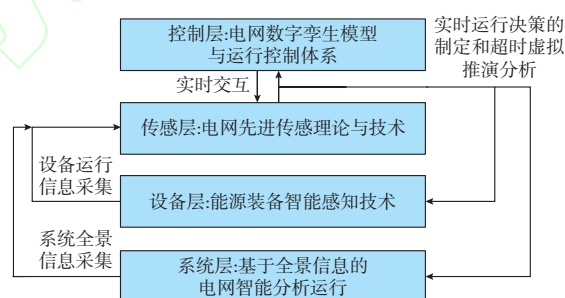 控制层:电网数字孪生模型
与运行控制体系
实时运行决策的
制定和超时虚拟
推演分析
实时交互
传感层:电网先进传感理论与技术
设备运行
信息采集
设备层:能源装备智能感知技术
系统全景
信息采集
系统层:基于全景信息的
电网智能分析运行